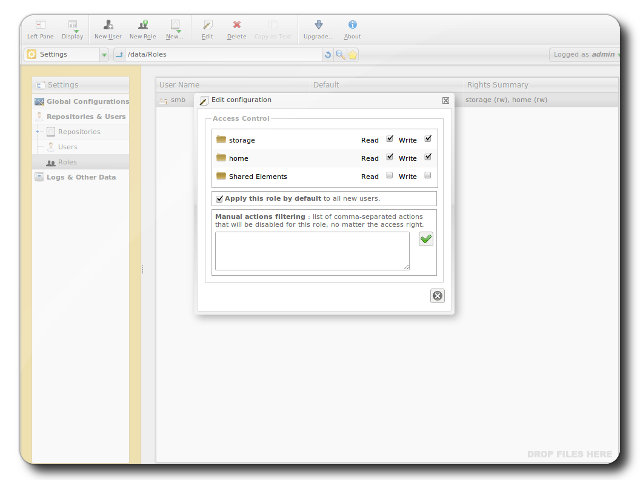 Left Pane Display New User New Role New... Edit Delete Copy as Text Upgrade... About
Settings /data/Roles Logged as admin
Settings User Name Default Rights Summary
Global Configurations smb storage (rw), home (rw)
Repositories & Users
Repositories
Users
Roles
Logs & Other Data
Edit configuration
Access Control
storage Read Write
home Read Write
Shared Elements Read Write
Apply this role by default to all new users.
Manual actions filtering : list of comma-separated actions
that will be disabled for this role, no matter the access right.
DROP FILES HERE